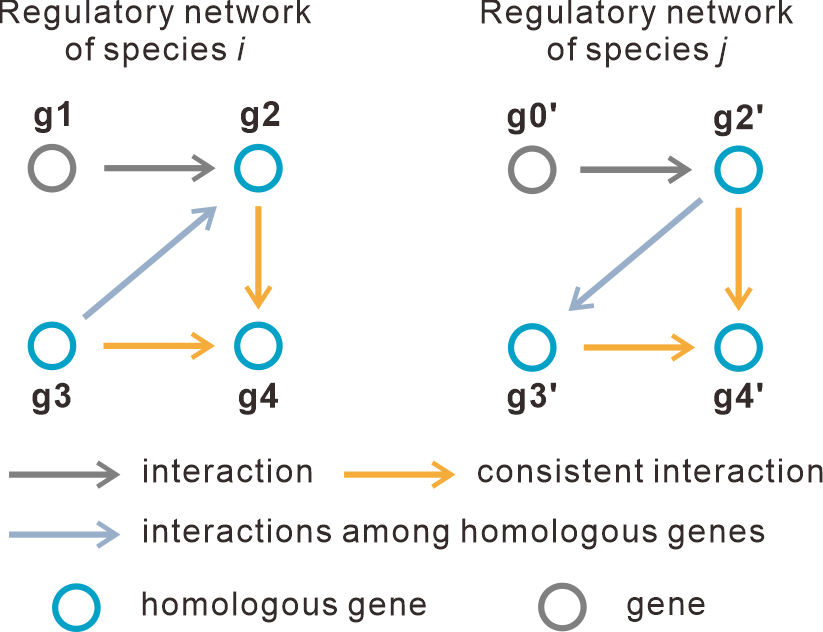 Regulatory network of species i
Regulatory network of species j
g1
g2
g0'
g2'
g3
g4
g3'
g4'
interaction
consistent interaction
interactions among homologous genes
homologous gene
gene